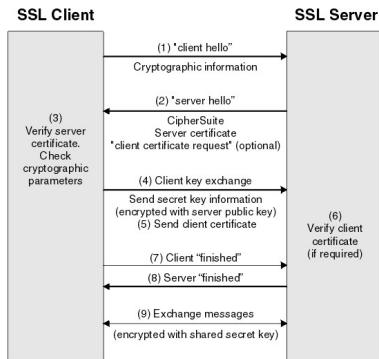 SSL Client
SSL Server
(1) "client hello"
Cryptographic information
(2) "server hello"
CipherSuite
Server certificate
"client certificate request" (optional)
(3)
Verify server
certificate.
Check
cryptographic
parameters
(4) Client key exchange
Send secret key information
(encrypted with server public key)
(5) Send client certificate
(6)
Verify client
certificate
(if required)
(7) Client “finished”
(8) Server “finished”
(9) Exchange messages
(encrypted with shared secret key)